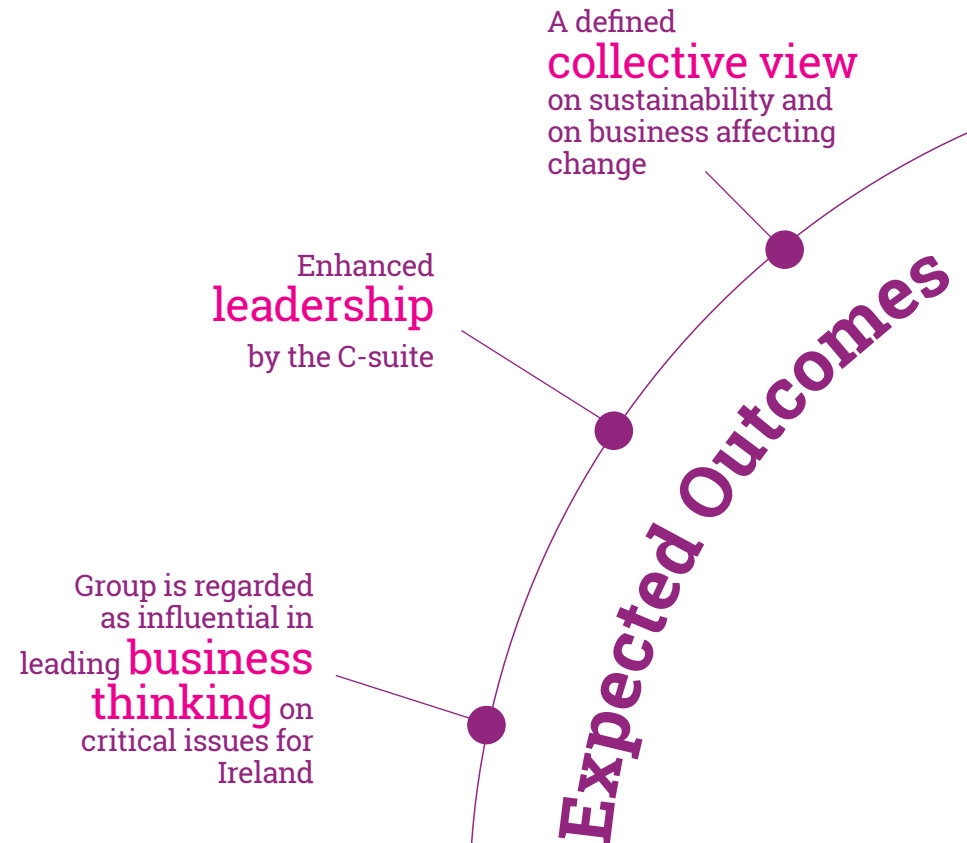 A defined
collective view
on sustainability and
on business affecting
change
Enhanced
leadership
by the C-suite
Group is regarded
as influential in
leading business
thinking on
critical issues for
Ireland
Expected Outcomes